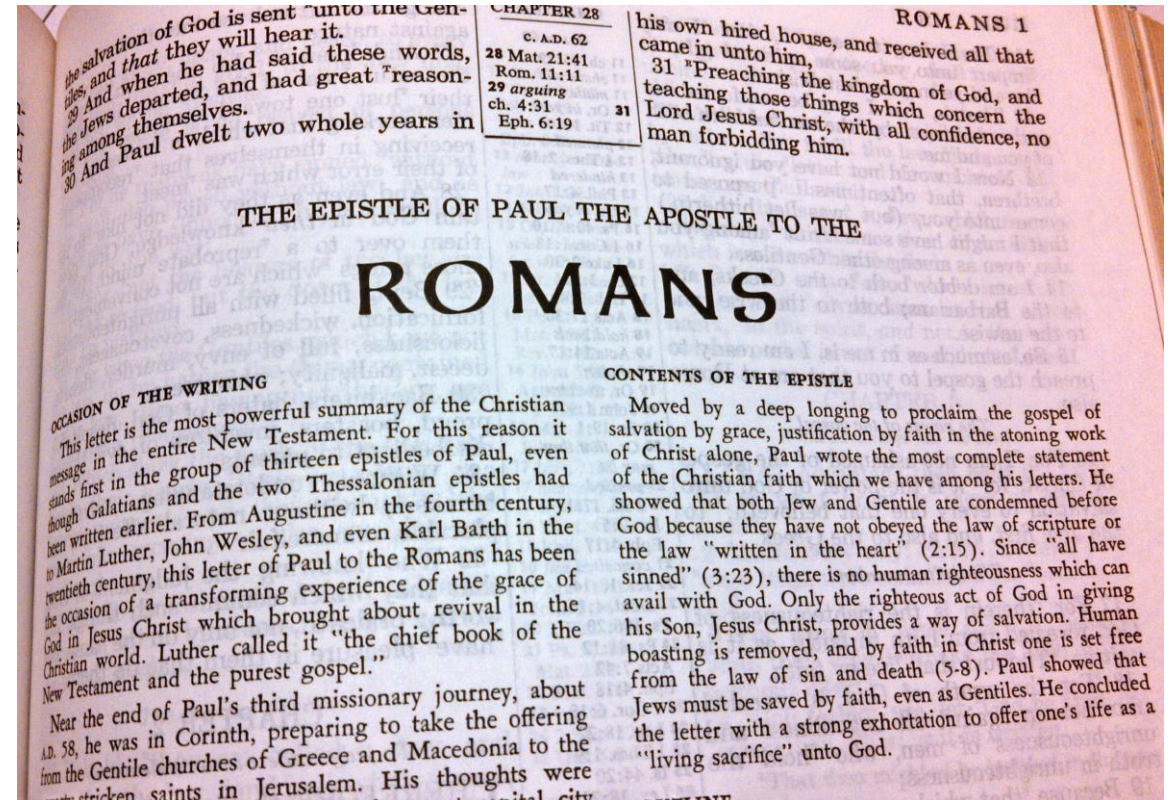 ROMANS 1
the salvation of God is sent "unto the Gen-
tiles, and that they will hear it.
29 And when he had said these words,
the Jews departed, and had great "reason-
ing among themselves.
30 And Paul dwelt two whole years in
CHAPTER 28
C. A.D. 62
28 Mat. 21:41
Rom. 11:11
29 arguing
ch. 4:31 31
Eph. 6:19
his own hired house, and received all that
came in unto him,
31 "Preaching the kingdom of God, and
teaching those things which concern the
Lord Jesus Christ, with all confidence, no
man forbidding him.
THE EPISTLE OF PAUL THE APOSTLE TO THE
ROMANS
OCCASION OF THE WRITING
This letter is the most powerful summary of the Christian
message in the entire New Testament. For this reason it
stands first in the group of thirteen epistles of Paul, even
though Galatians and the two Thessalonian epistles had
been written earlier. From Augustine in the fourth century,
to Martin Luther, John Wesley, and even Karl Barth in the
twentieth century, this letter of Paul to the Romans has been
the occasion of a transforming experience of the grace of
God in Jesus Christ which brought about revival in the
Christian world. Luther called it "the chief book of the
New Testament and the purest gospel."
Near the end of Paul's third missionary journey, about
A.D. 58, he was in Corinth, preparing to take the offering
from the Gentile churches of Greece and Macedonia to the
stricken saints in Jerusalem. His thoughts were
city
CONTENTS OF THE EPISTLE
Moved by a deep longing to proclaim the gospel of
salvation by grace, justification by faith in the atoning work
of Christ alone, Paul wrote the most complete statement
of the Christian faith which we have among his letters. He
showed that both Jew and Gentile are condemned before
God because they have not obeyed the law of scripture or
the law "written in the heart" (2:15). Since "all have
sinned" (3:23), there is no human righteousness which can
avail with God. Only the righteous act of God in giving
his Son, Jesus Christ, provides a way of salvation. Human
boasting is removed, and by faith in Christ one is set free
from the law of sin and death (5-8). Paul showed that
Jews must be saved by faith, even as Gentiles. He concluded
the letter with a strong exhortation to offer one's life as a
"living sacrifice" unto God.